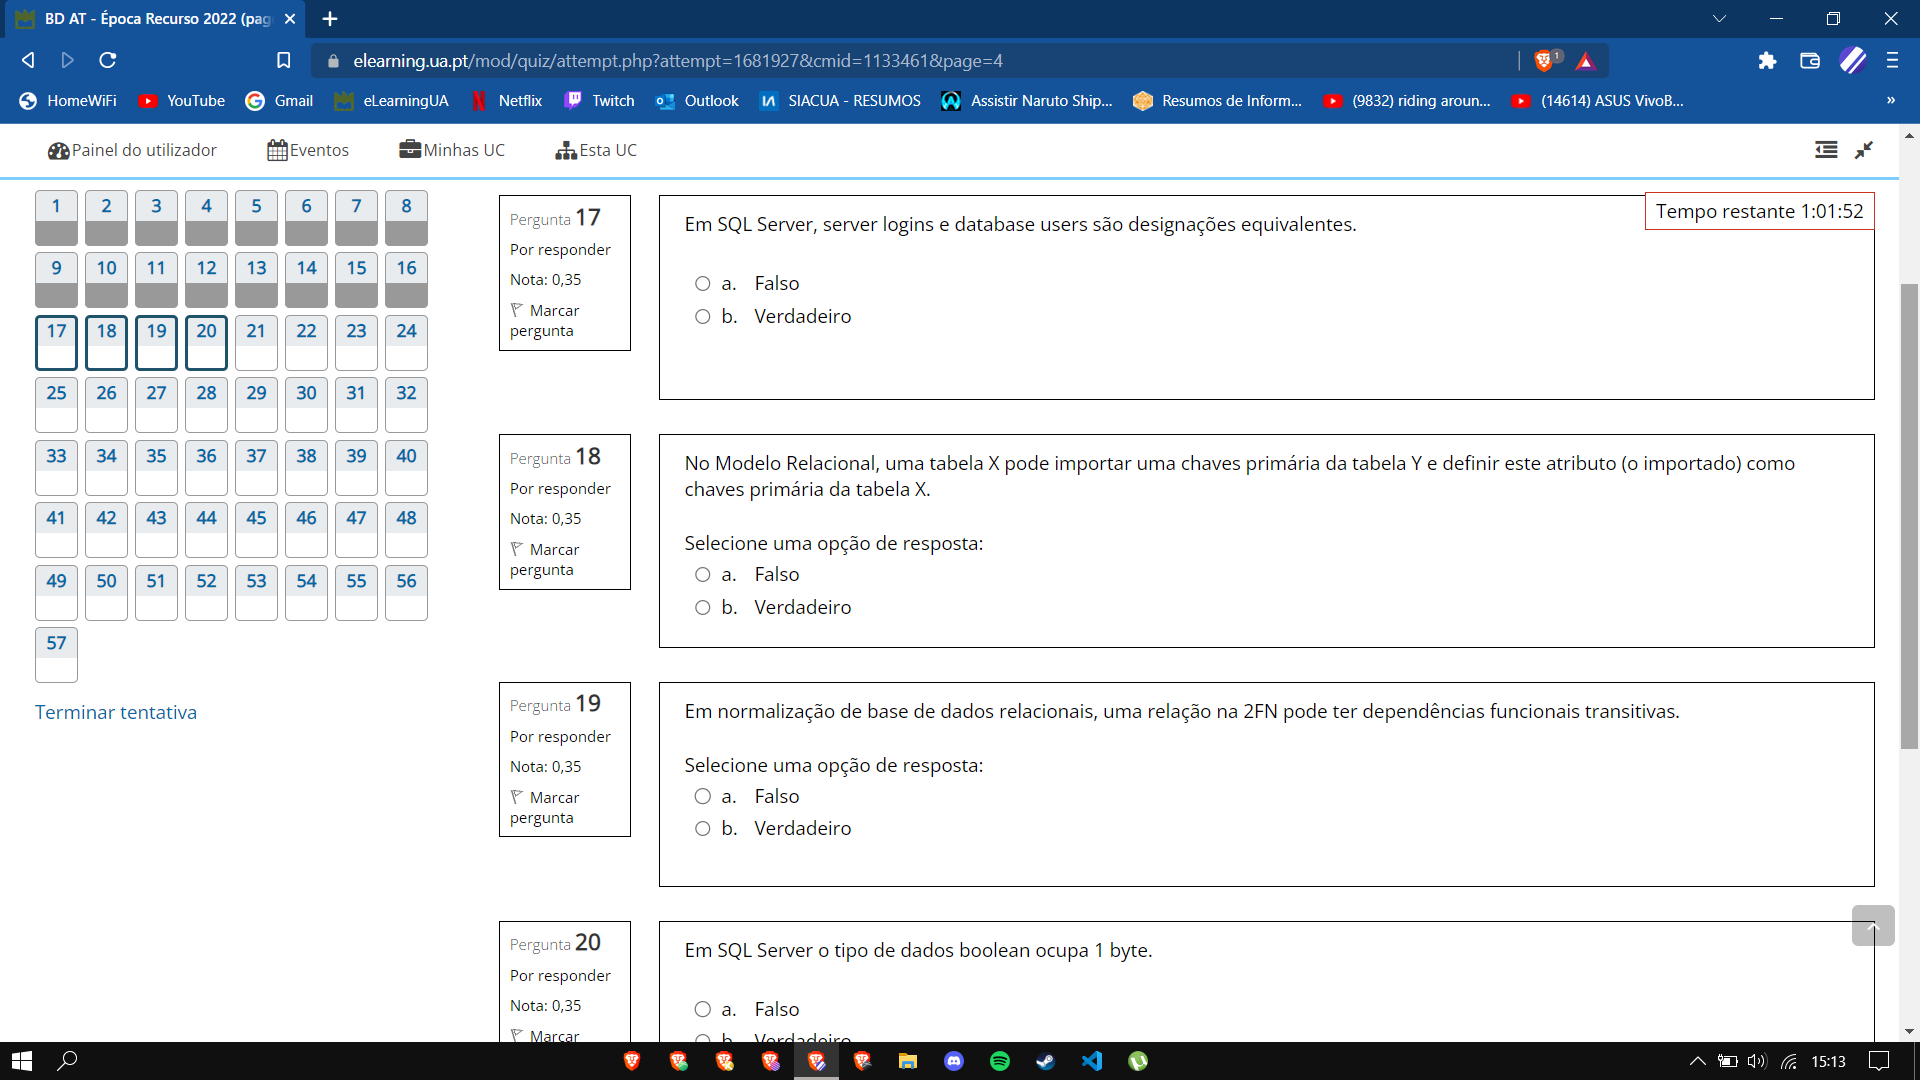 BD AT - Época Recurso 2022 (pag
elearning.ua.pt/mod/quiz/attempt.php?attempt=1681927&cmid=1133461&page=4
1
HomeWiFi
YouTube
Gmail
eLearningUA
Netflix
Twitch
Outlook
SIACUA - RESUMOS
Assistir Naruto Ship...
Resumos de Inform...
(9832) riding aroun...
(14614) ASUS VivoB...
»
Painel do utilizador
Eventos
Minhas UC
Esta UC
1 2 3 4 5 6 7 8
9 10 11 12 13 14 15 16
17 18 19 20 21 22 23 24
25 26 27 28 29 30 31 32
33 34 35 36 37 38 39 40
41 42 43 44 45 46 47 48
49 50 51 52 53 54 55 56
57
Terminar tentativa
Tempo restante 1:01:52
Pergunta 17
Por responder
Nota: 0,35
Marcar
pergunta
Em SQL Server, server logins e database users são designações equivalentes.
a. Falso
b. Verdadeiro
Pergunta 18
Por responder
Nota: 0,35
Marcar
pergunta
No Modelo Relacional, uma tabela X pode importar uma chaves primária da tabela Y e definir este atributo (o importado) como
chaves primária da tabela X.
Selecione uma opção de resposta:
a. Falso
b. Verdadeiro
Pergunta 19
Por responder
Nota: 0,35
Marcar
pergunta
Em normalização de base de dados relacionais, uma relação na 2FN pode ter dependências funcionais transitivas.
Selecione uma opção de resposta:
a. Falso
b. Verdadeiro
Pergunta 20
Por responder
Nota: 0,35
Marcar
Em SQL Server o tipo de dados boolean ocupa 1 byte.
a. Falso
b. Verdadeiro
15:13